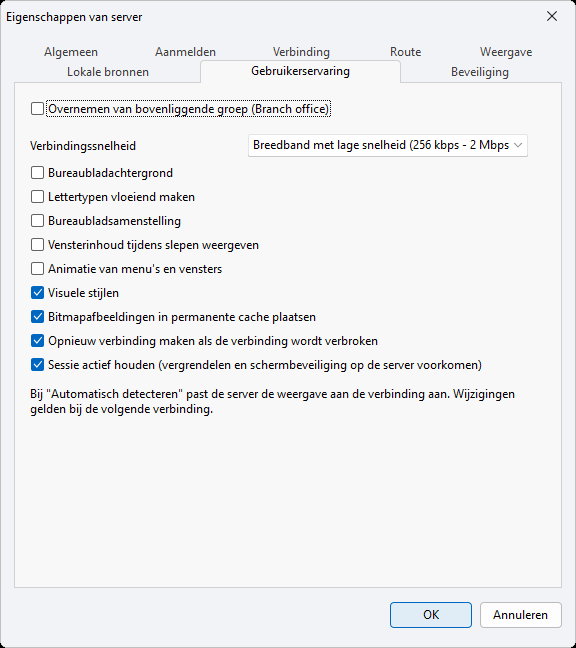 Eigenschappen van server
Algemeen Aanmelden Verbinding Route Weergave
Lokale bronnen Gebruikerservaring Beveiliging
Overnemen van bovenliggende groep (Branch office)
Verbindingssnelheid Breedband met lage snelheid (256 kbps - 2 Mbps
Bureaubladachtergrond
Lettertypen vloeiend maken
Bureaubladsamenstelling
Vensterinhoud tijdens slepen weergeven
Animatie van menu's en vensters
Visuele stijlen
Bitmapafbeeldingen in permanente cache plaatsen
Opnieuw verbinding maken als de verbinding wordt verbroken
Sessie actief houden (vergrendelen en schermbeveiliging op de server voorkomen)
Bij "Automatisch detecteren" past de server de weergave aan de verbinding aan. Wijzigingen
gelden bij de volgende verbinding.
OK Annuleren